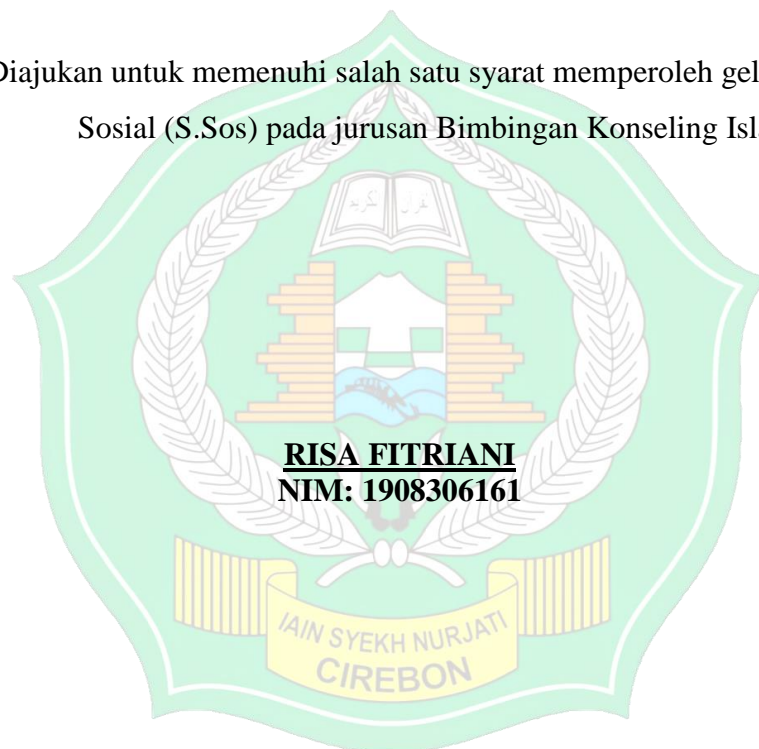 Diajukan untuk memenuhi salah satu syarat memperoleh gel
Sosial (S.Sos) pada jurusan Bimbingan Konseling Isla
RISA FITRIANI
NIM: 1908306161
IAIN SYEKH NURJATI
CIREBON